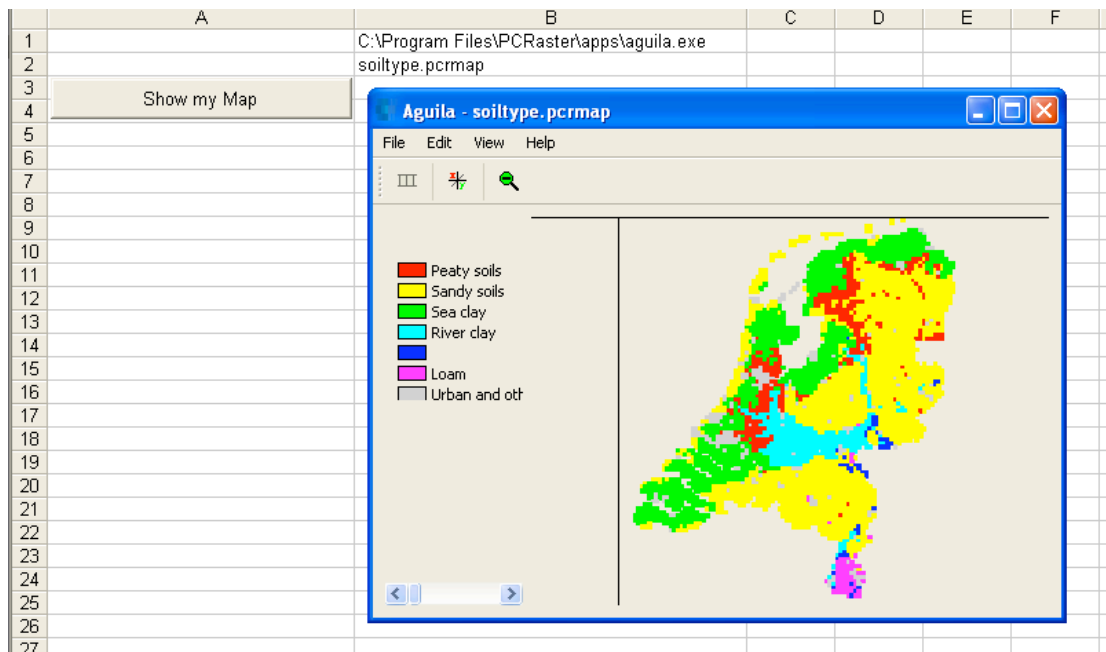 A B C D E F
1 C:\Program Files\PCRaster\apps\aguila.exe
2 soiltype.pcrmap
3
Show my Map
4
Aguila - soiltype.pcrmap
5
File Edit View Help
6
7
8
9
10
11
Peaty soils
12
Sandy soils
13
Sea clay
River clay
14
15
Loam
16
Urban and oth
17
18
19
20
21
22
23
24
25
26
27